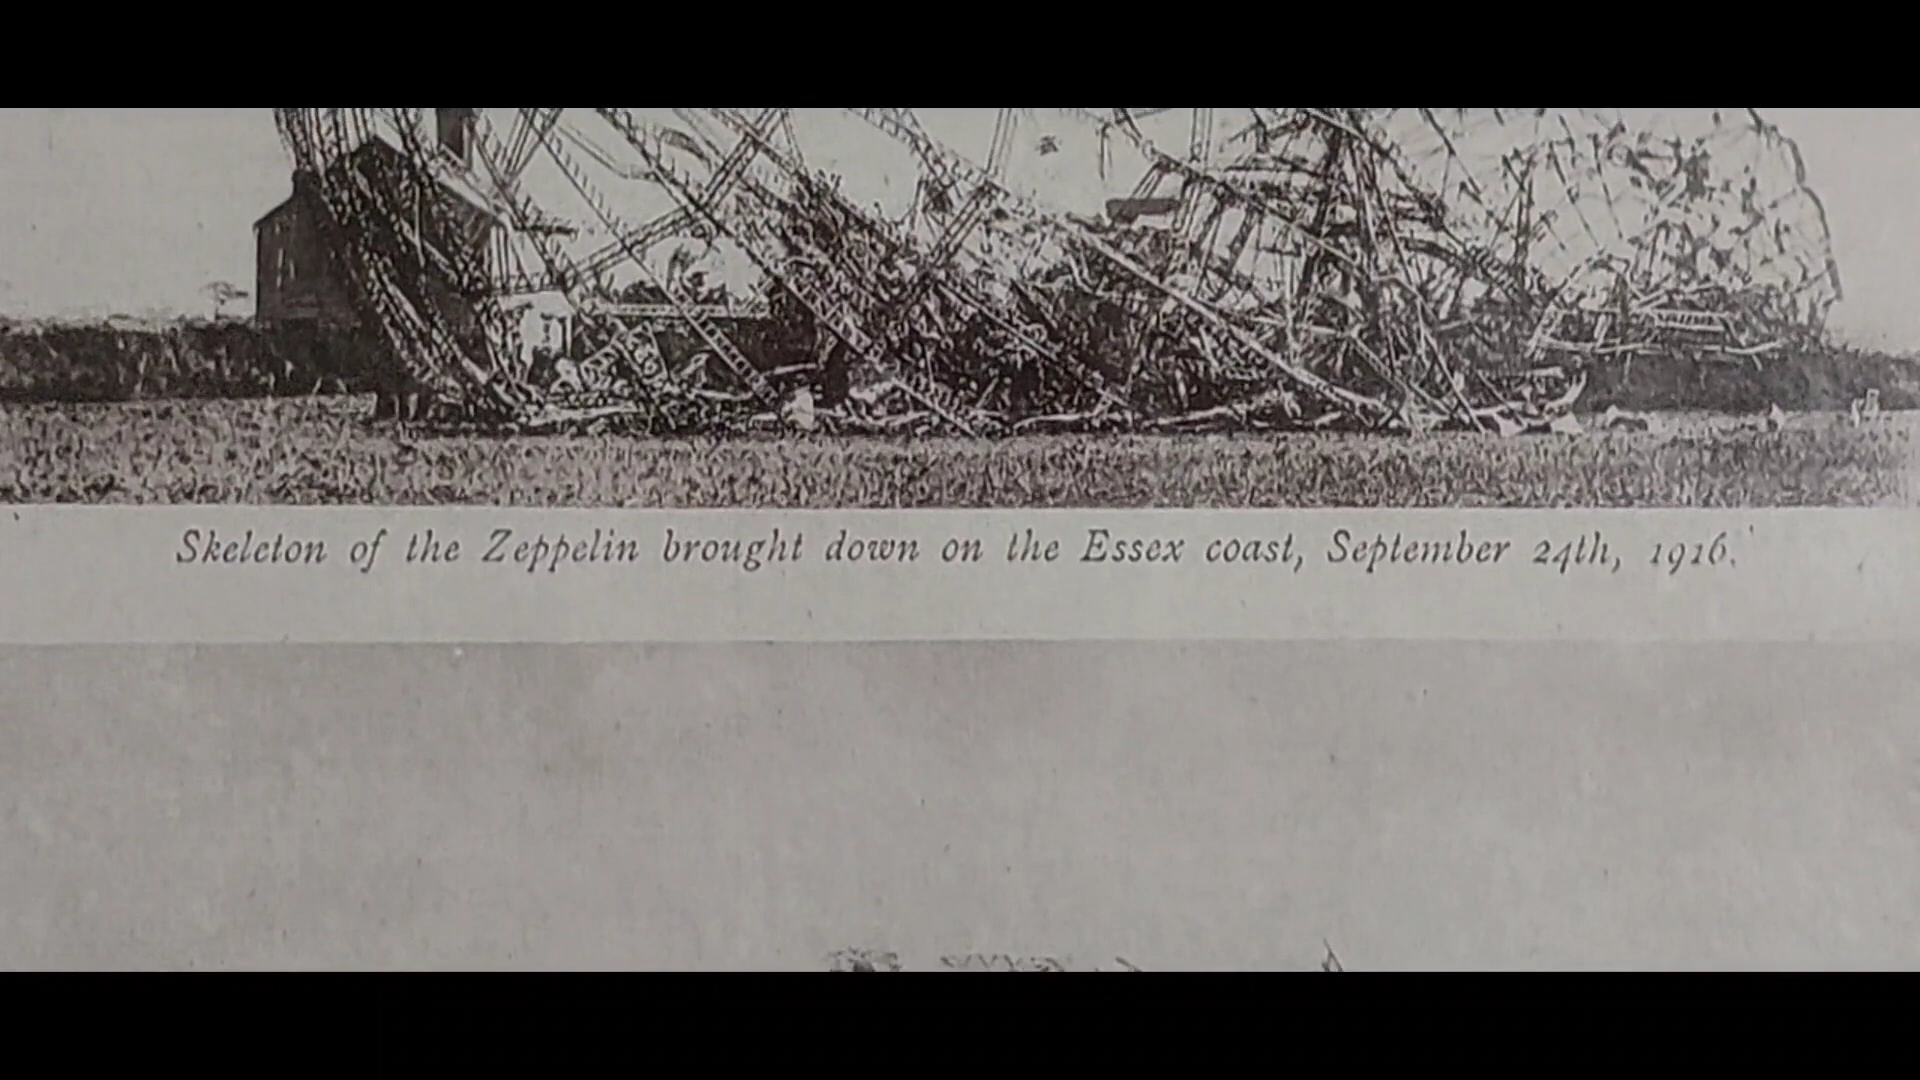 Skeleton of the Zeppelin brought down on the Essex coast, September 24th, 1916.